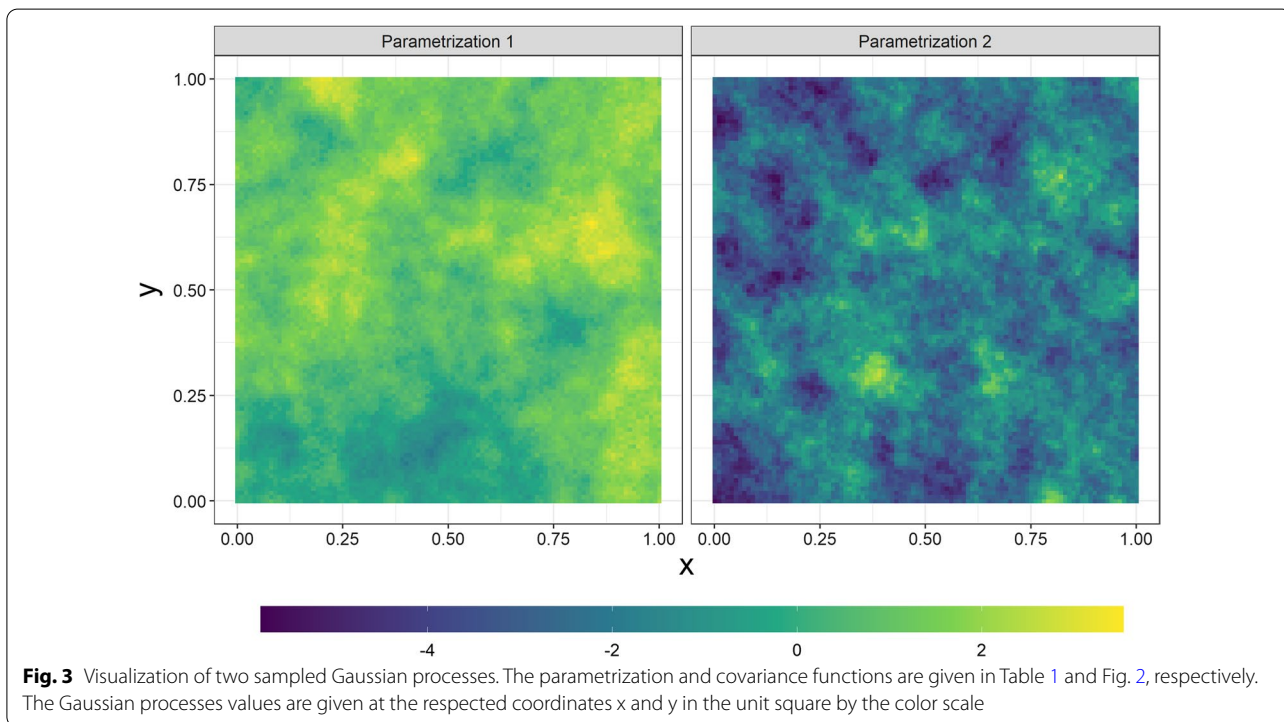 Parametrization 1 Parametrization 2
1.00
0.75
0.50
0.25
0.00
y
0.00 0.25 0.50 0.75 1.00 0.00 0.25 0.50 0.75 1.00
x
-4 -2 0 2
Fig. 3 Visualization of two sampled Gaussian processes. The parametrization and covariance functions are given in Table 1 and Fig. 2, respectively.
The Gaussian processes values are given at the respected coordinates x and y in the unit square by the color scale